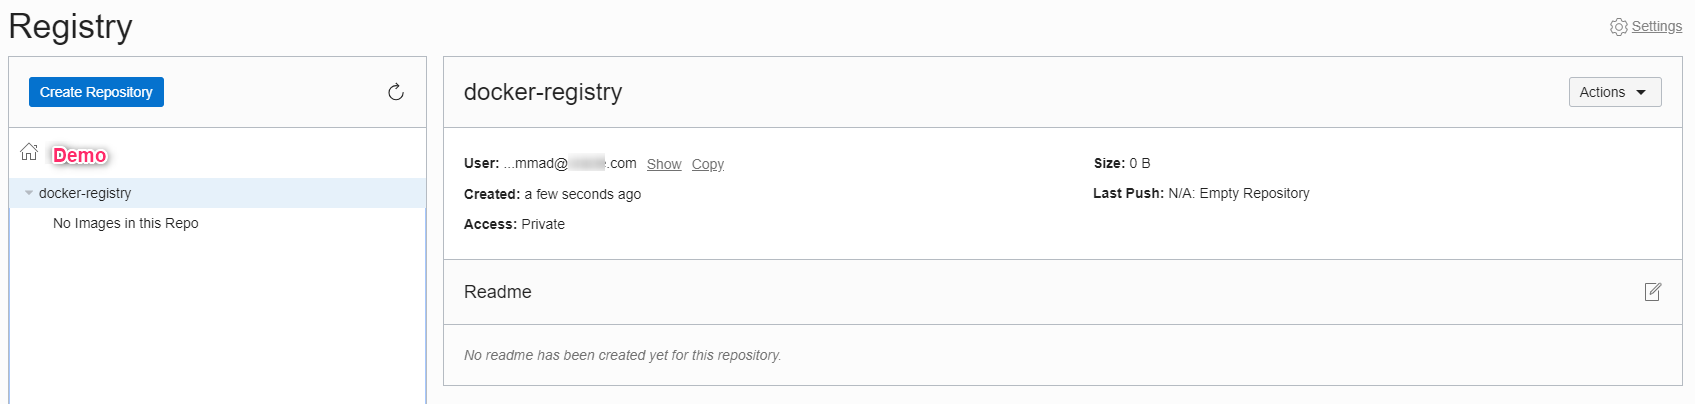 Registry
Settings
Create Repository
Demo
docker-registry
No Images in this Repo
docker-registry
Actions
User: ...mmad@ .com Show Copy
Size: 0 B
Created: a few seconds ago
Last Push: N/A: Empty Repository
Access: Private
Readme
No readme has been created yet for this repository.